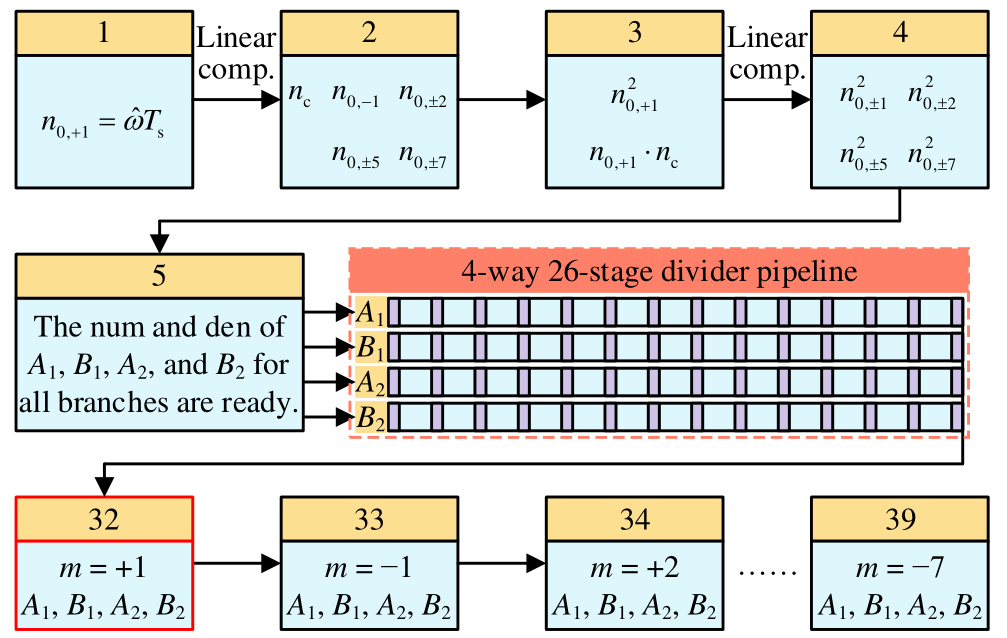 1
n₀,₊₁ = ω̂Tₛ
Linear
comp.
2
n_c n₀,₋₁ n₀,±₂
n₀,±₅ n₀,±₇
3
n²₀,₊₁
n₀,₊₁ · n_c
Linear
comp.
4
n²₀,±₁ n²₀,±₂
n²₀,±₅ n²₀,±₇
5
The num and den of
A₁, B₁, A₂, and B₂ for
all branches are ready.
4-way 26-stage divider pipeline
A₁
B₁
A₂
B₂
32
m = +1
A₁, B₁, A₂, B₂
33
m = −1
A₁, B₁, A₂, B₂
34
m = +2
A₁, B₁, A₂, B₂
……
39
m = −7
A₁, B₁, A₂, B₂